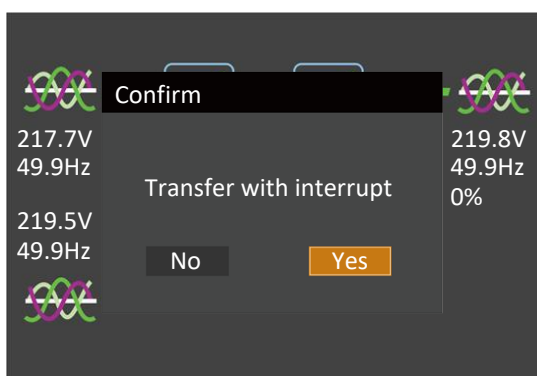 Confirm
217.7V
49.9Hz
219.5V
49.9Hz
Transfer with interrupt
No
Yes
219.8V
49.9Hz
0%